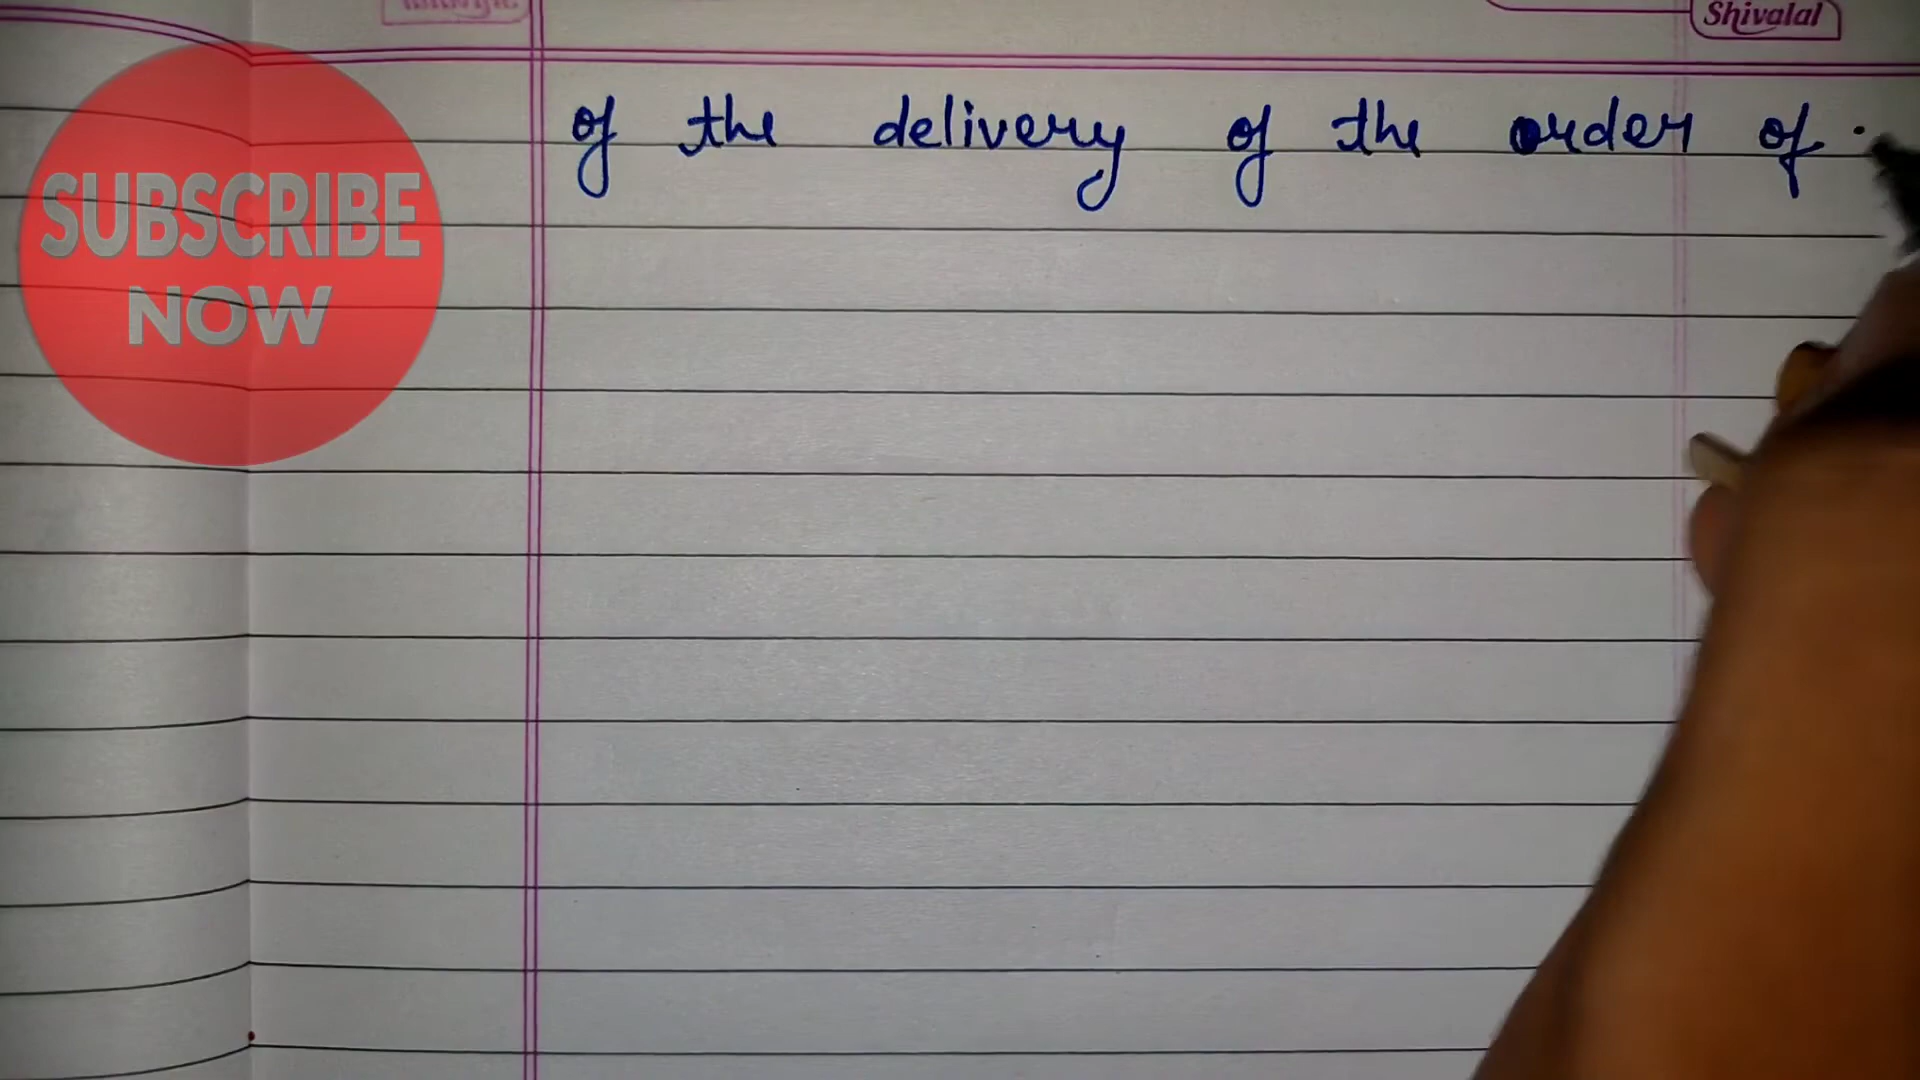 Shivalal
of the delivery of the order of
SUBSCRIBE
NOW